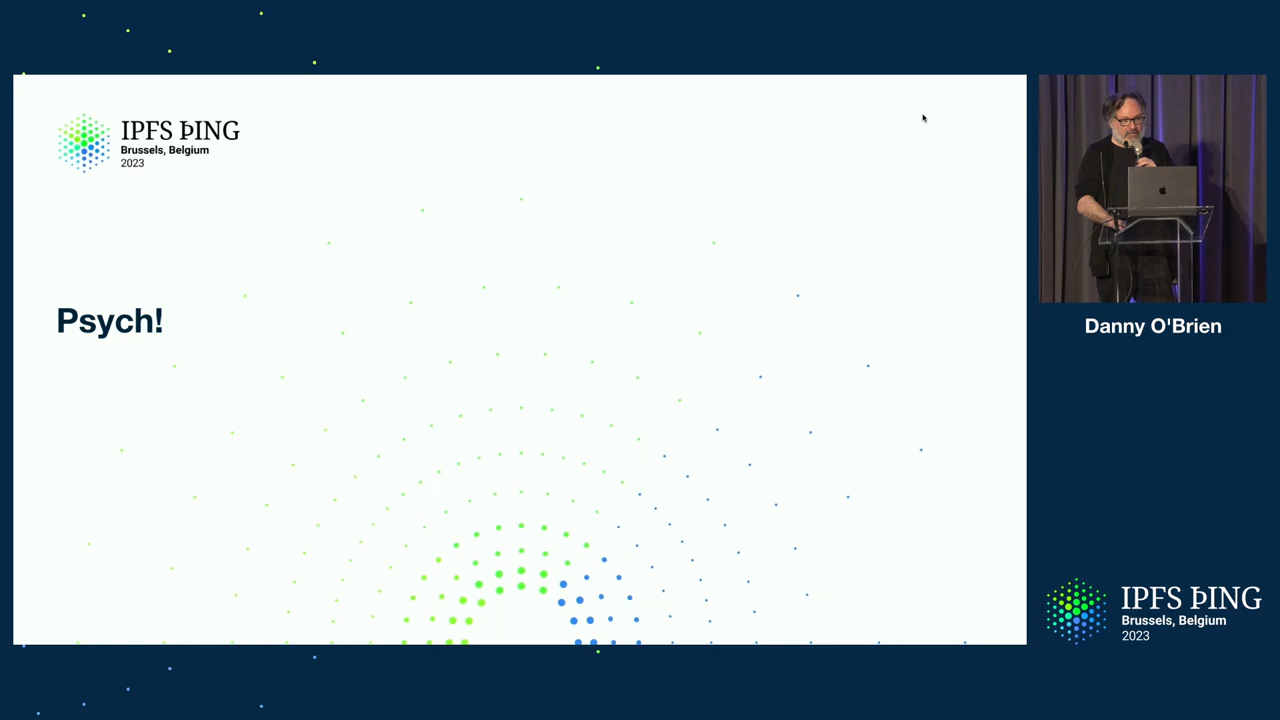 IPFS ÞING
Brussels, Belgium
2023
Psych!
Danny O'Brien
IPFS ÞING
Brussels, Belgium
2023